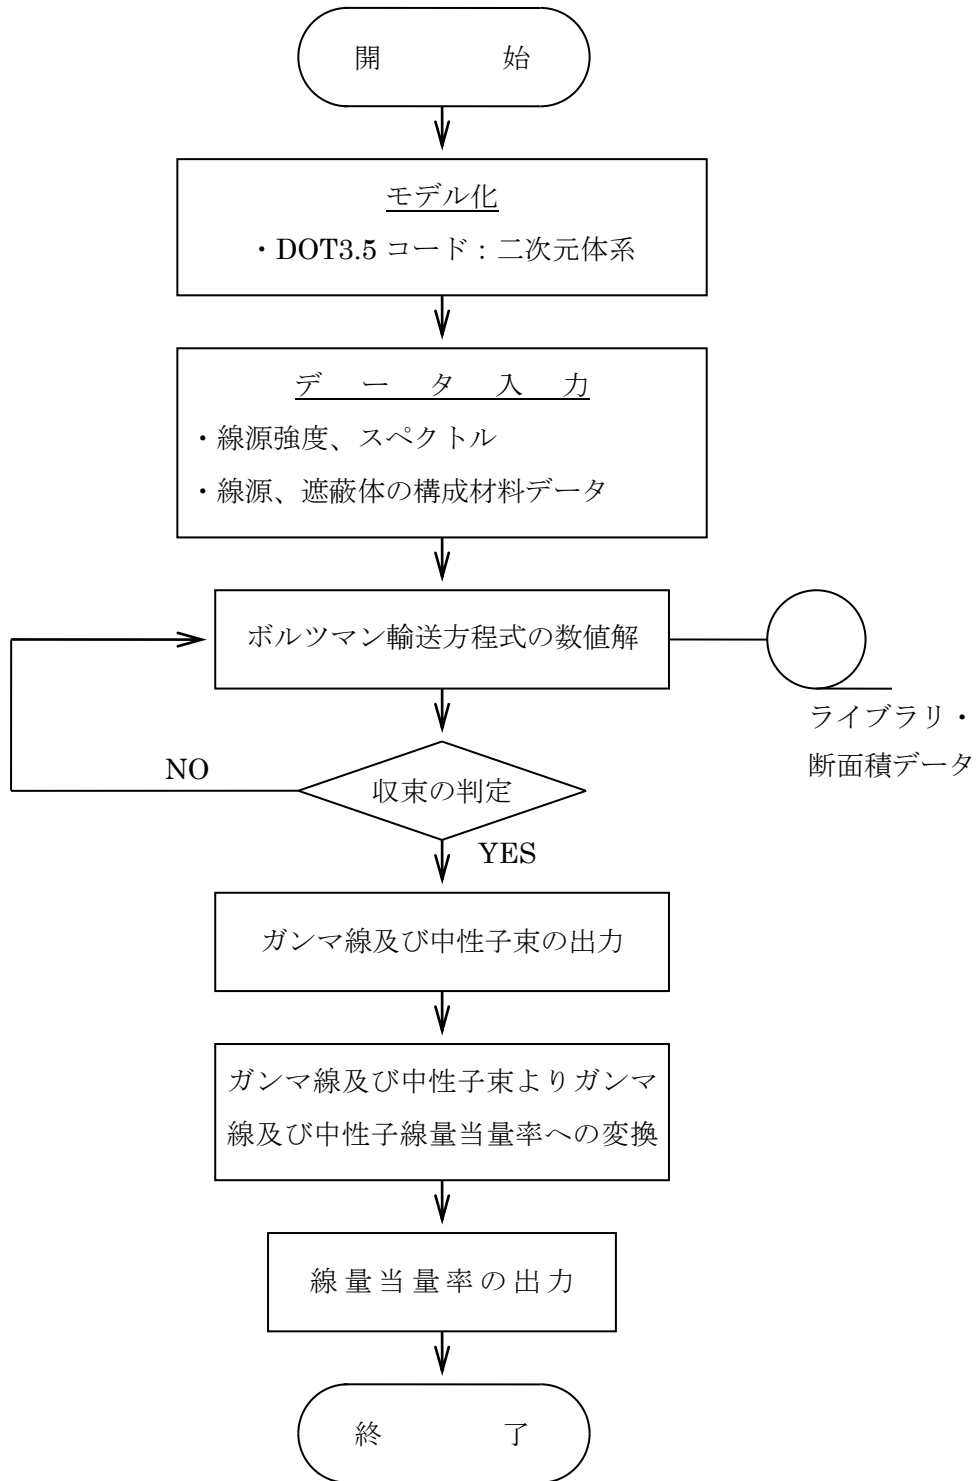 開 始
モデル化
・DOT3.5 コード：二次元体系
データ入力
・線源強度、スペクトル
・線源、遮蔽体の構成材料データ
ボルツマン輸送方程式の数値解
ライブラリ・
断面積データ
NO
収束の判定
YES
ガンマ線及び中性子束の出力
ガンマ線及び中性子束よりガンマ
線及び中性子線量当量率への変換
線量当量率の出力
終 了